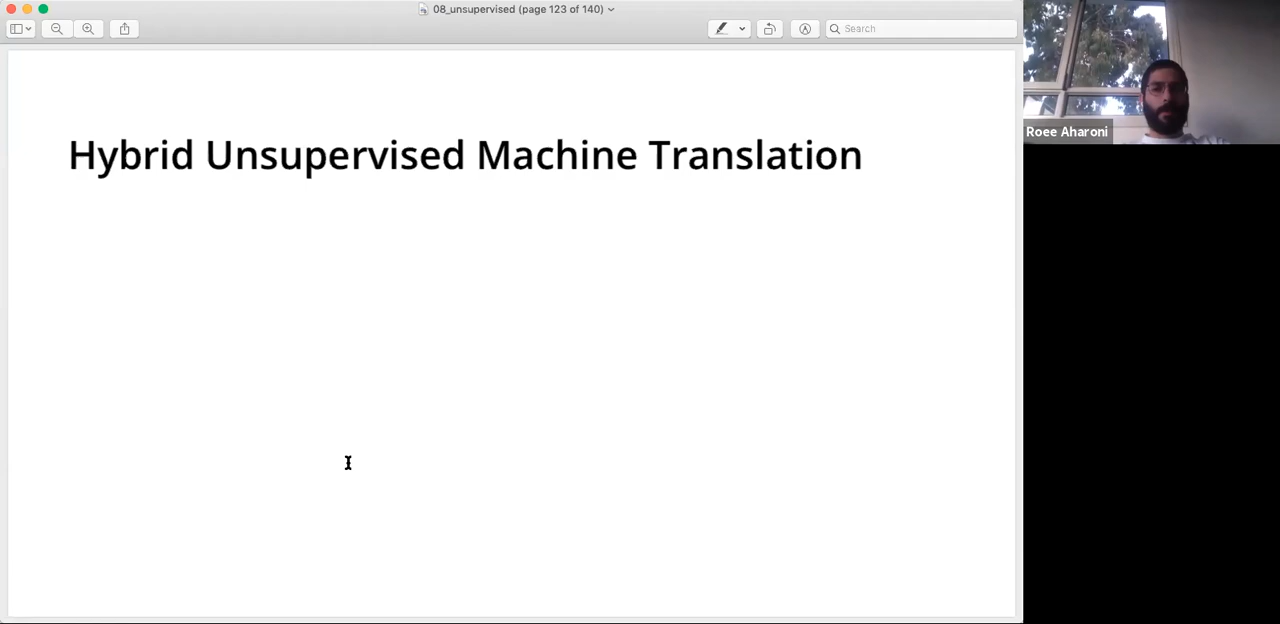 08_unsupervised (page 123 of 140)
Search
Hybrid Unsupervised Machine Translation
Roee Aharoni